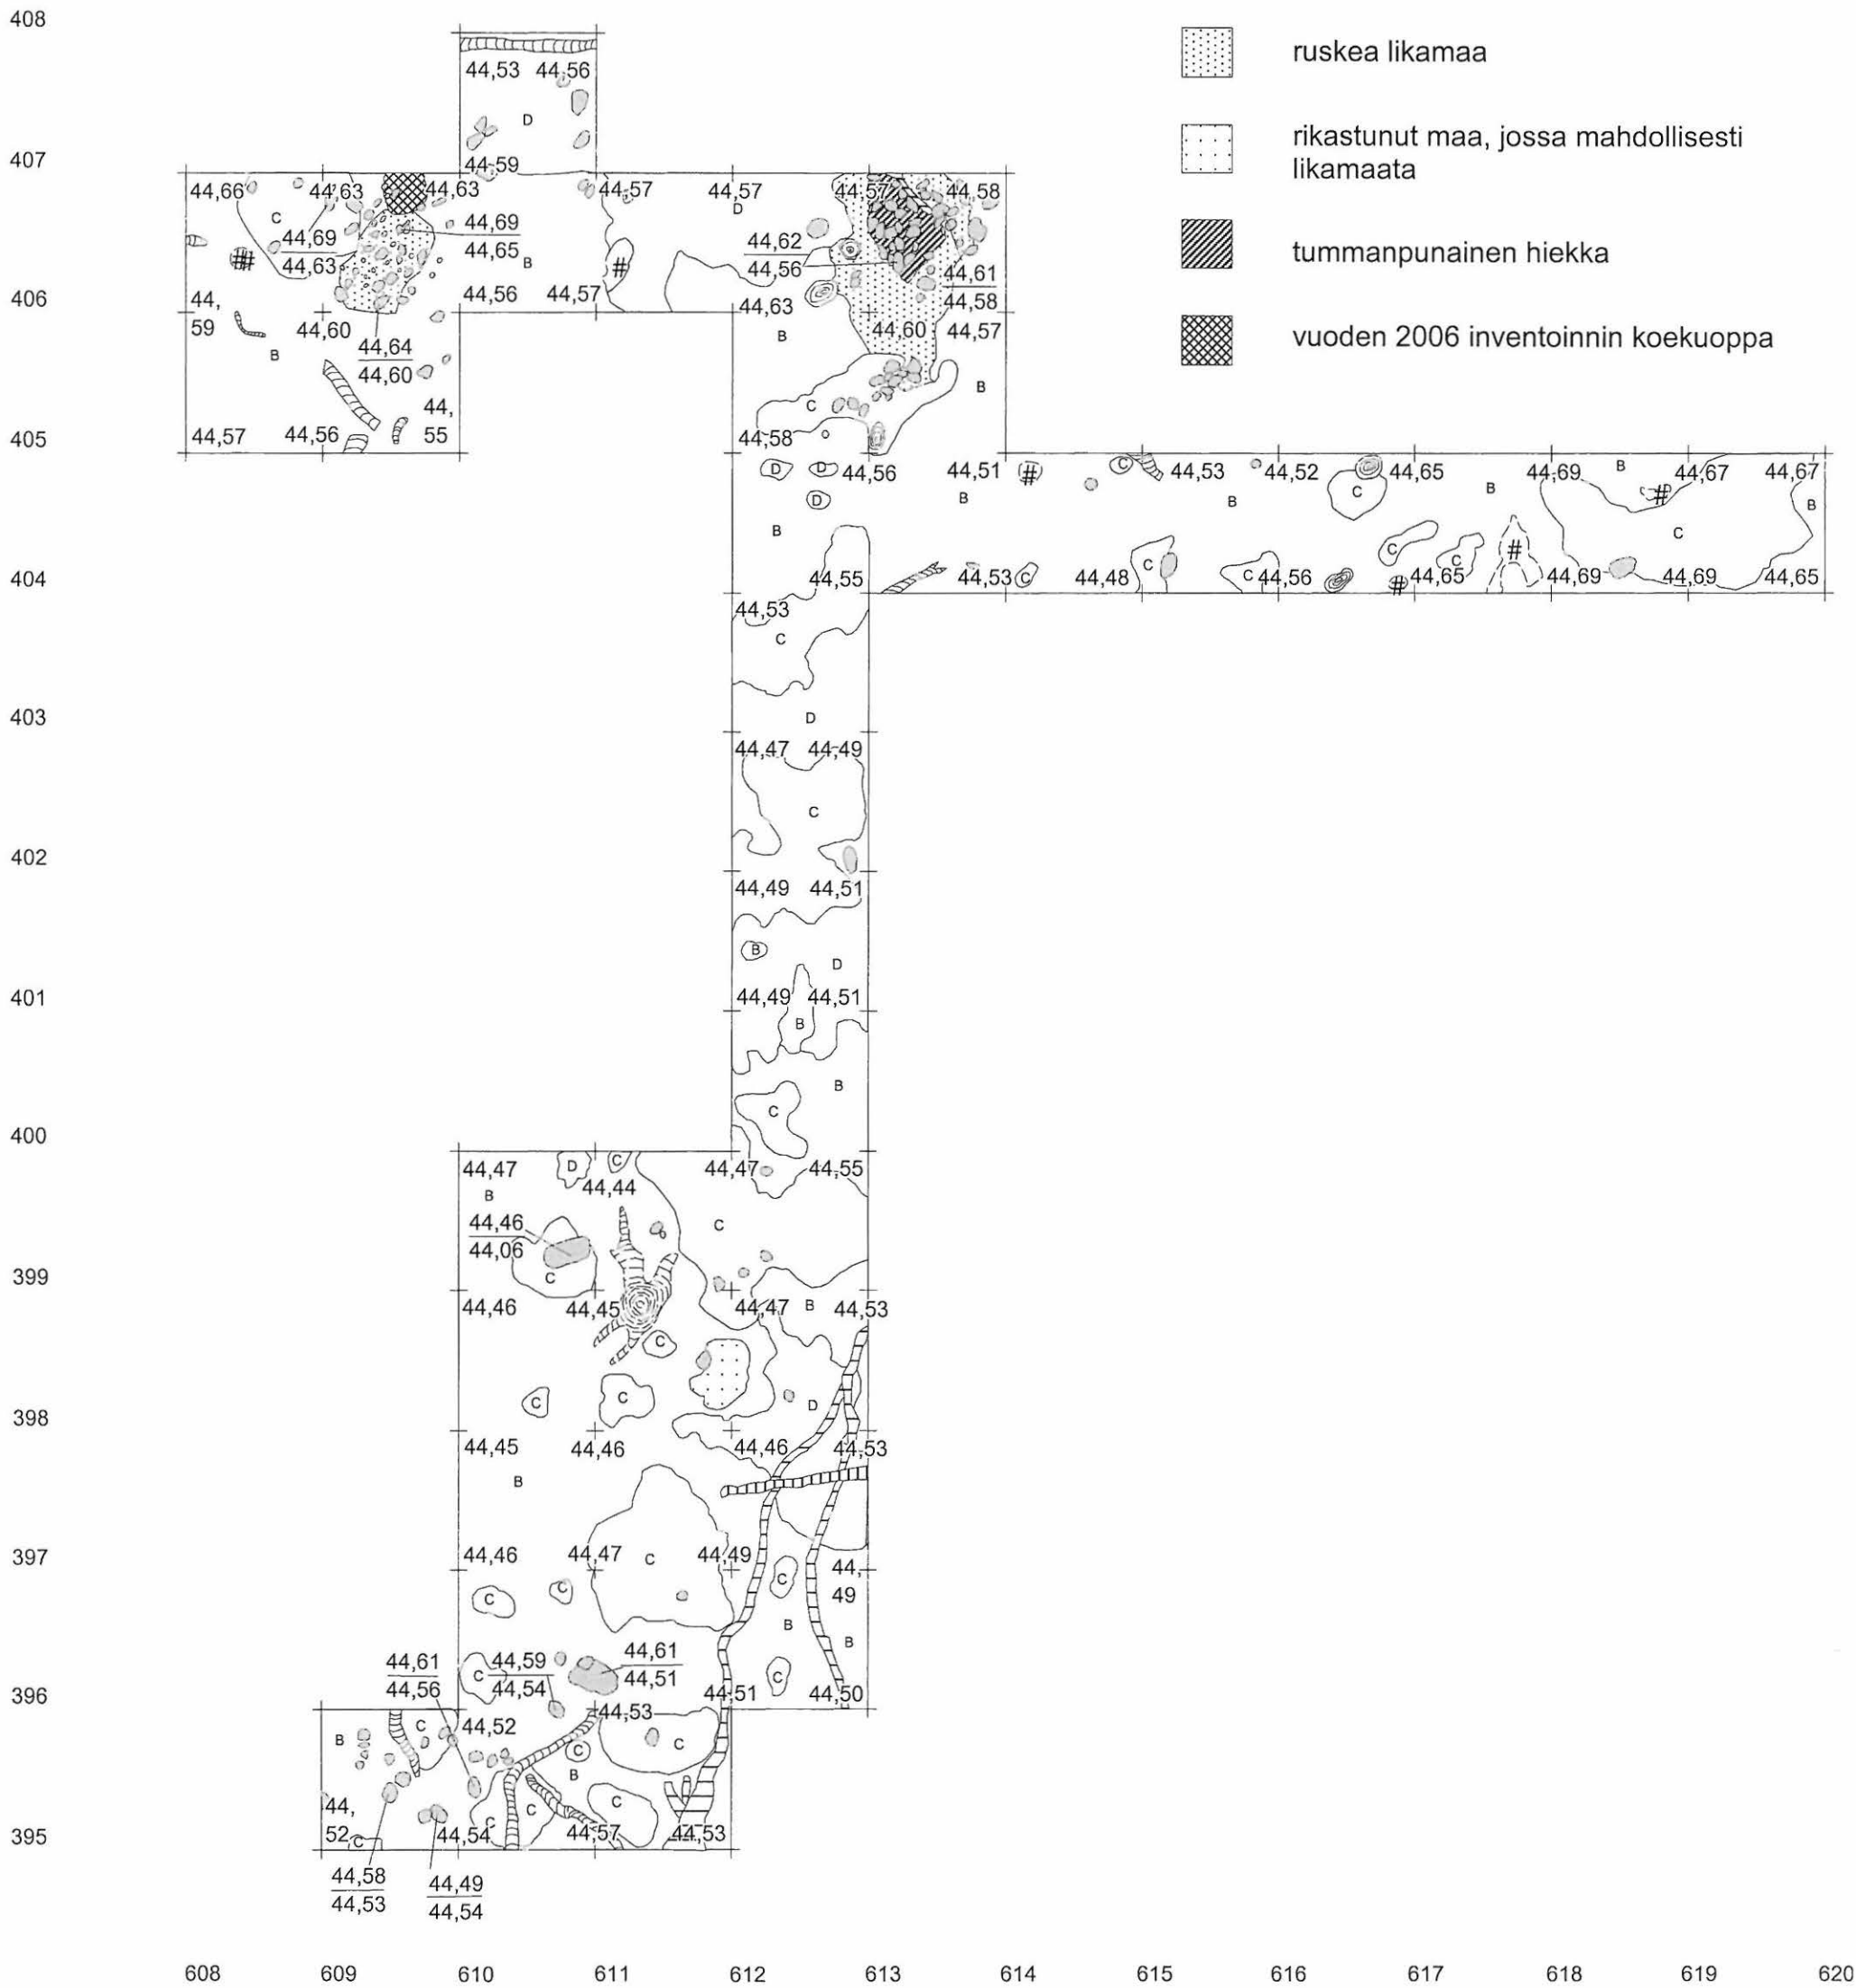 408
ruskea likamaa
44,53 44,56
D
rikastunut maa, jossa mahdollisesti
likamaata
407
44,59
44,66 44,63 44,63 44,57 44,57 44,57 44,58
C D
44,69 44,69 44,62
44,63 44,65 44,56
# B # 44,61
tummanpunainen hiekka
406
44, 44,56 44,57 44,63 44,58
59 44,60 44,60 44,57
B 44,64 B
44,60
vuoden 2006 inventoinnin koekuoppa
B
C
44,
405
44,57 44,56 55 44,58
D D 44,56 44,51 # C 44,53 44,52 44,65 44,69 B 44,67 44,67
D B B C B # B
B C
C C #
404
44,55 44,53 C 44,48 C C 44,56 # 44,65 44,69 44,69 44,65
44,53
C
403
D
44,47 44,49
C
402
44,49 44,51
B
D
401
44,49 44,51
B
B
C
400
44,47 D C 44,47 44,55
44,44
B
44,46 C
44,06
399
C
44,46 44,45 44,47 B 44,53
C
C C
398
D
44,45 44,46 44,46 44,53
B
397
44,46 44,47 C 44,49 44,
C 49
C C
B
B
44,61 C 44,59 44,61 C
396
44,56 44,54 44,51 44,51 44,50
44,53
B C 44,52 C C
B
44, C C C
395
52 C 44,54 44,57 44,53
44,58 44,49
44,53 44,54
608 609 610 611 612 613 614 615 616 617 618 619 620